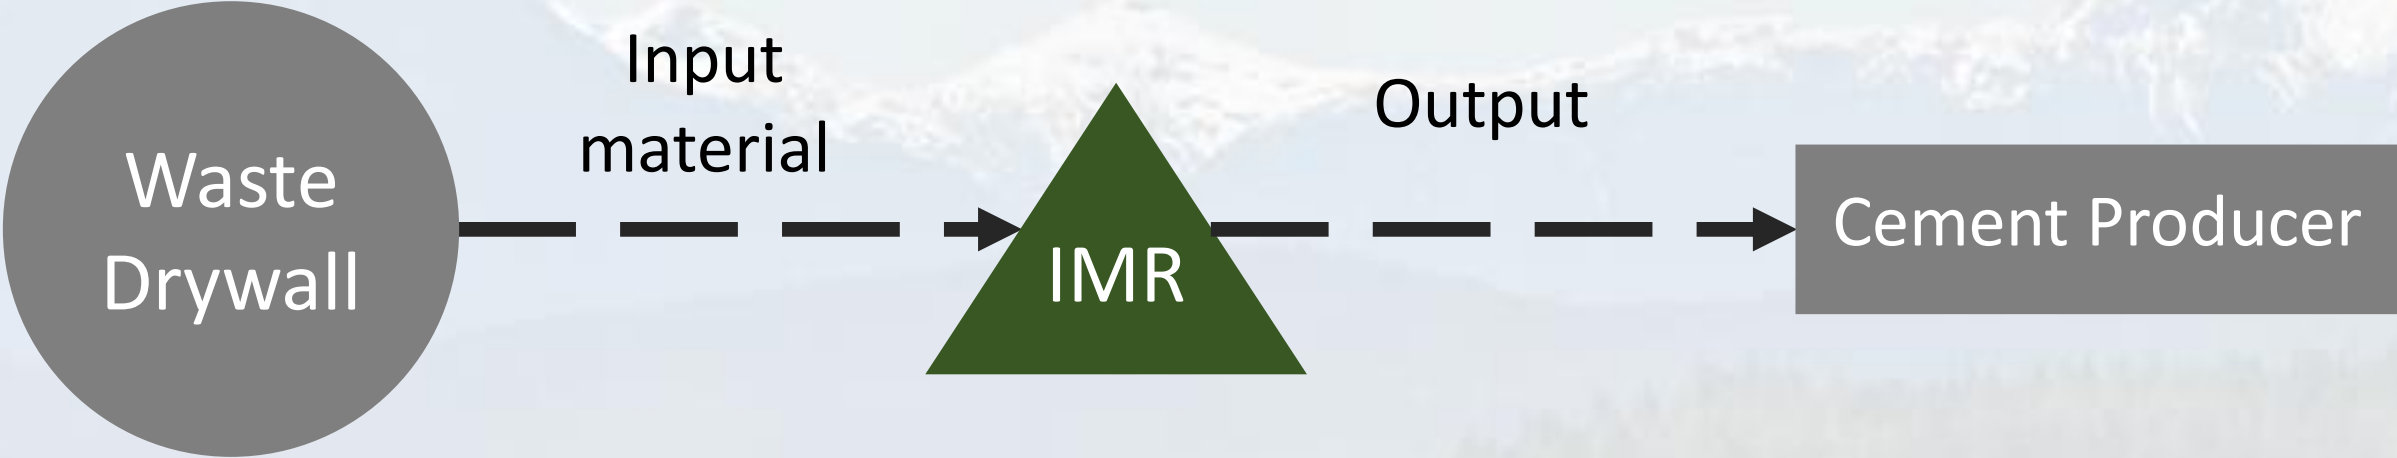 Waste
Drywall
Input
material
IMR
Output
Cement Producer